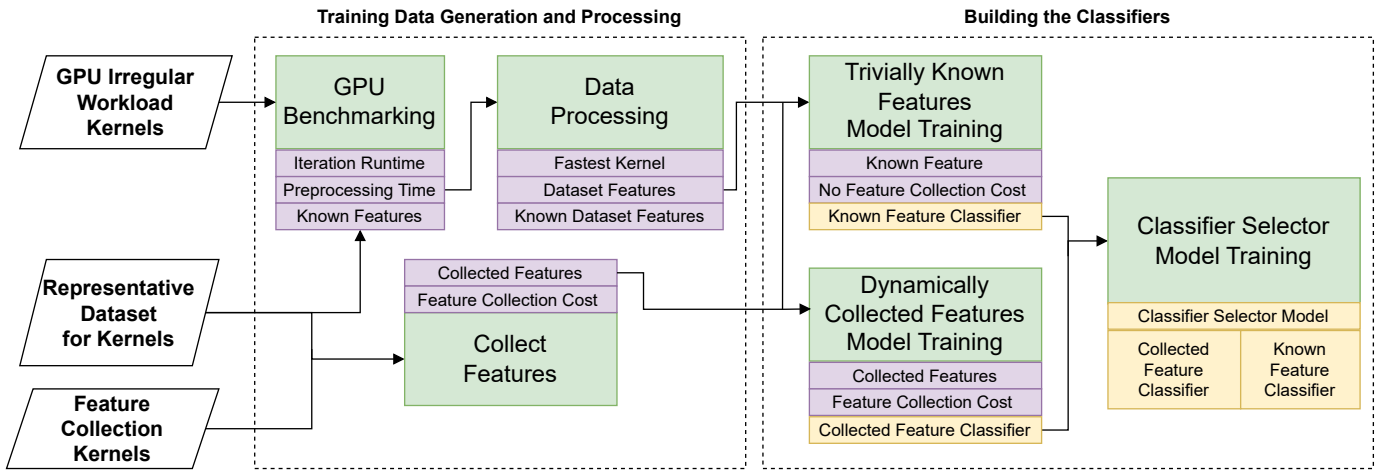 Training Data Generation and Processing
Building the Classifiers
GPU Irregular
Workload
Kernels
Representative
Dataset
for Kernels
Feature
Collection
Kernels
GPU
Benchmarking
Iteration Runtime
Preprocessing Time
Known Features
Data
Processing
Fastest Kernel
Dataset Features
Known Dataset Features
Collected Features
Feature Collection Cost
Collect
Features
Trivially Known
Features
Model Training
Known Feature
No Feature Collection Cost
Known Feature Classifier
Dynamically
Collected Features
Model Training
Collected Features
Feature Collection Cost
Collected Feature Classifier
Classifier Selector
Model Training
Classifier Selector Model
Collected
Feature
Classifier
Known
Feature
Classifier